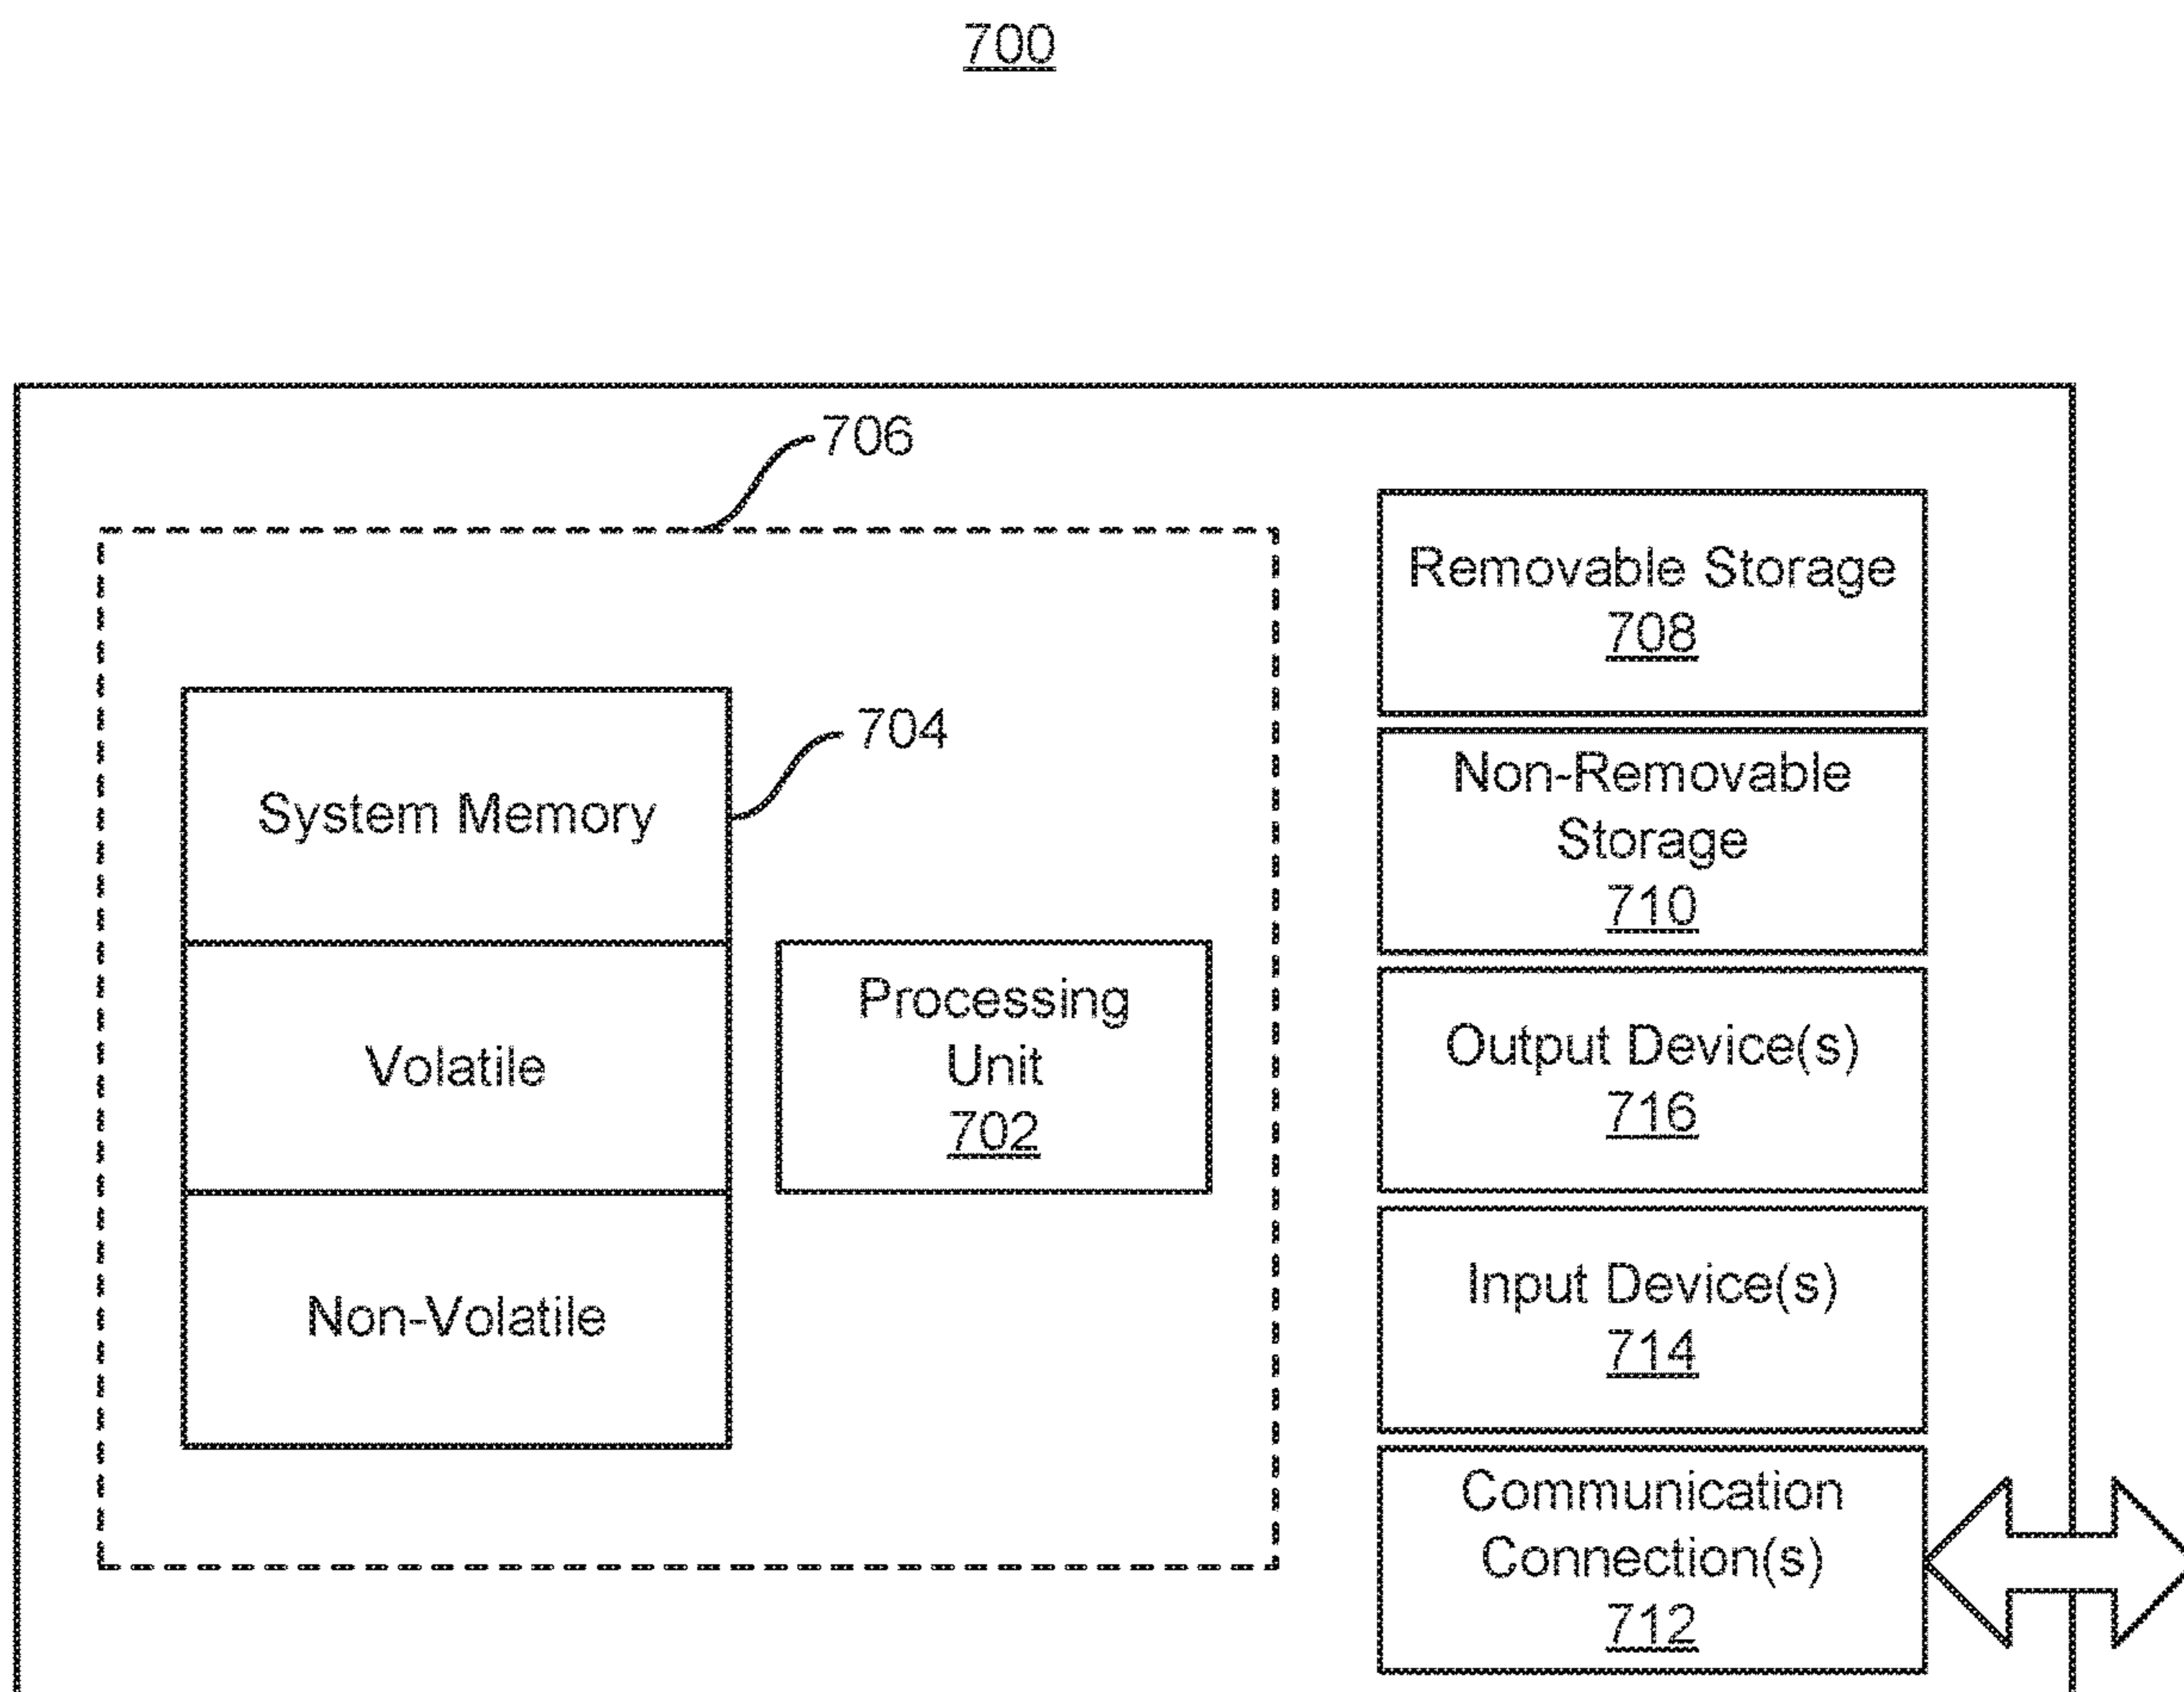 700
706
704
System Memory
Volatile
Non-Volatile
Processing
Unit
702
Removable Storage
708
Non-Removable
Storage
710
Output Device(s)
716
Input Device(s)
714
Communication
Connection(s)
712